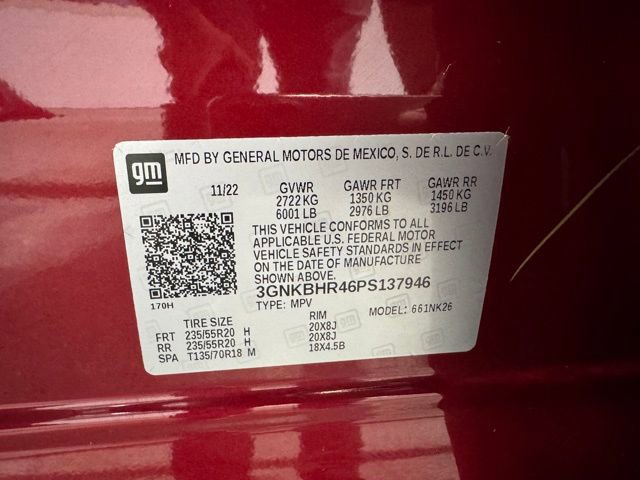 gm MFD BY GENERAL MOTORS DE MEXICO, S. DE R.L. DE C.V.
11/22 GVWR GAWR FRT GAWR RR
2722 KG 1350 KG 1450 KG
6001 LB 2976 LB 3196 LB
THIS VEHICLE CONFORMS TO ALL
APPLICABLE U.S. FEDERAL MOTOR
VEHICLE SAFETY STANDARDS IN EFFECT
ON THE DATE OF MANUFACTURE
SHOWN ABOVE.
170H 3GNKBHR46PS137946
TYPE: MPV MODEL: 661NK26
TIRE SIZE RIM
FRT 235/55R20 H 20X8J
RR 235/55R20 H 20X8J
SPA T135/70R18 M 18X4.5B